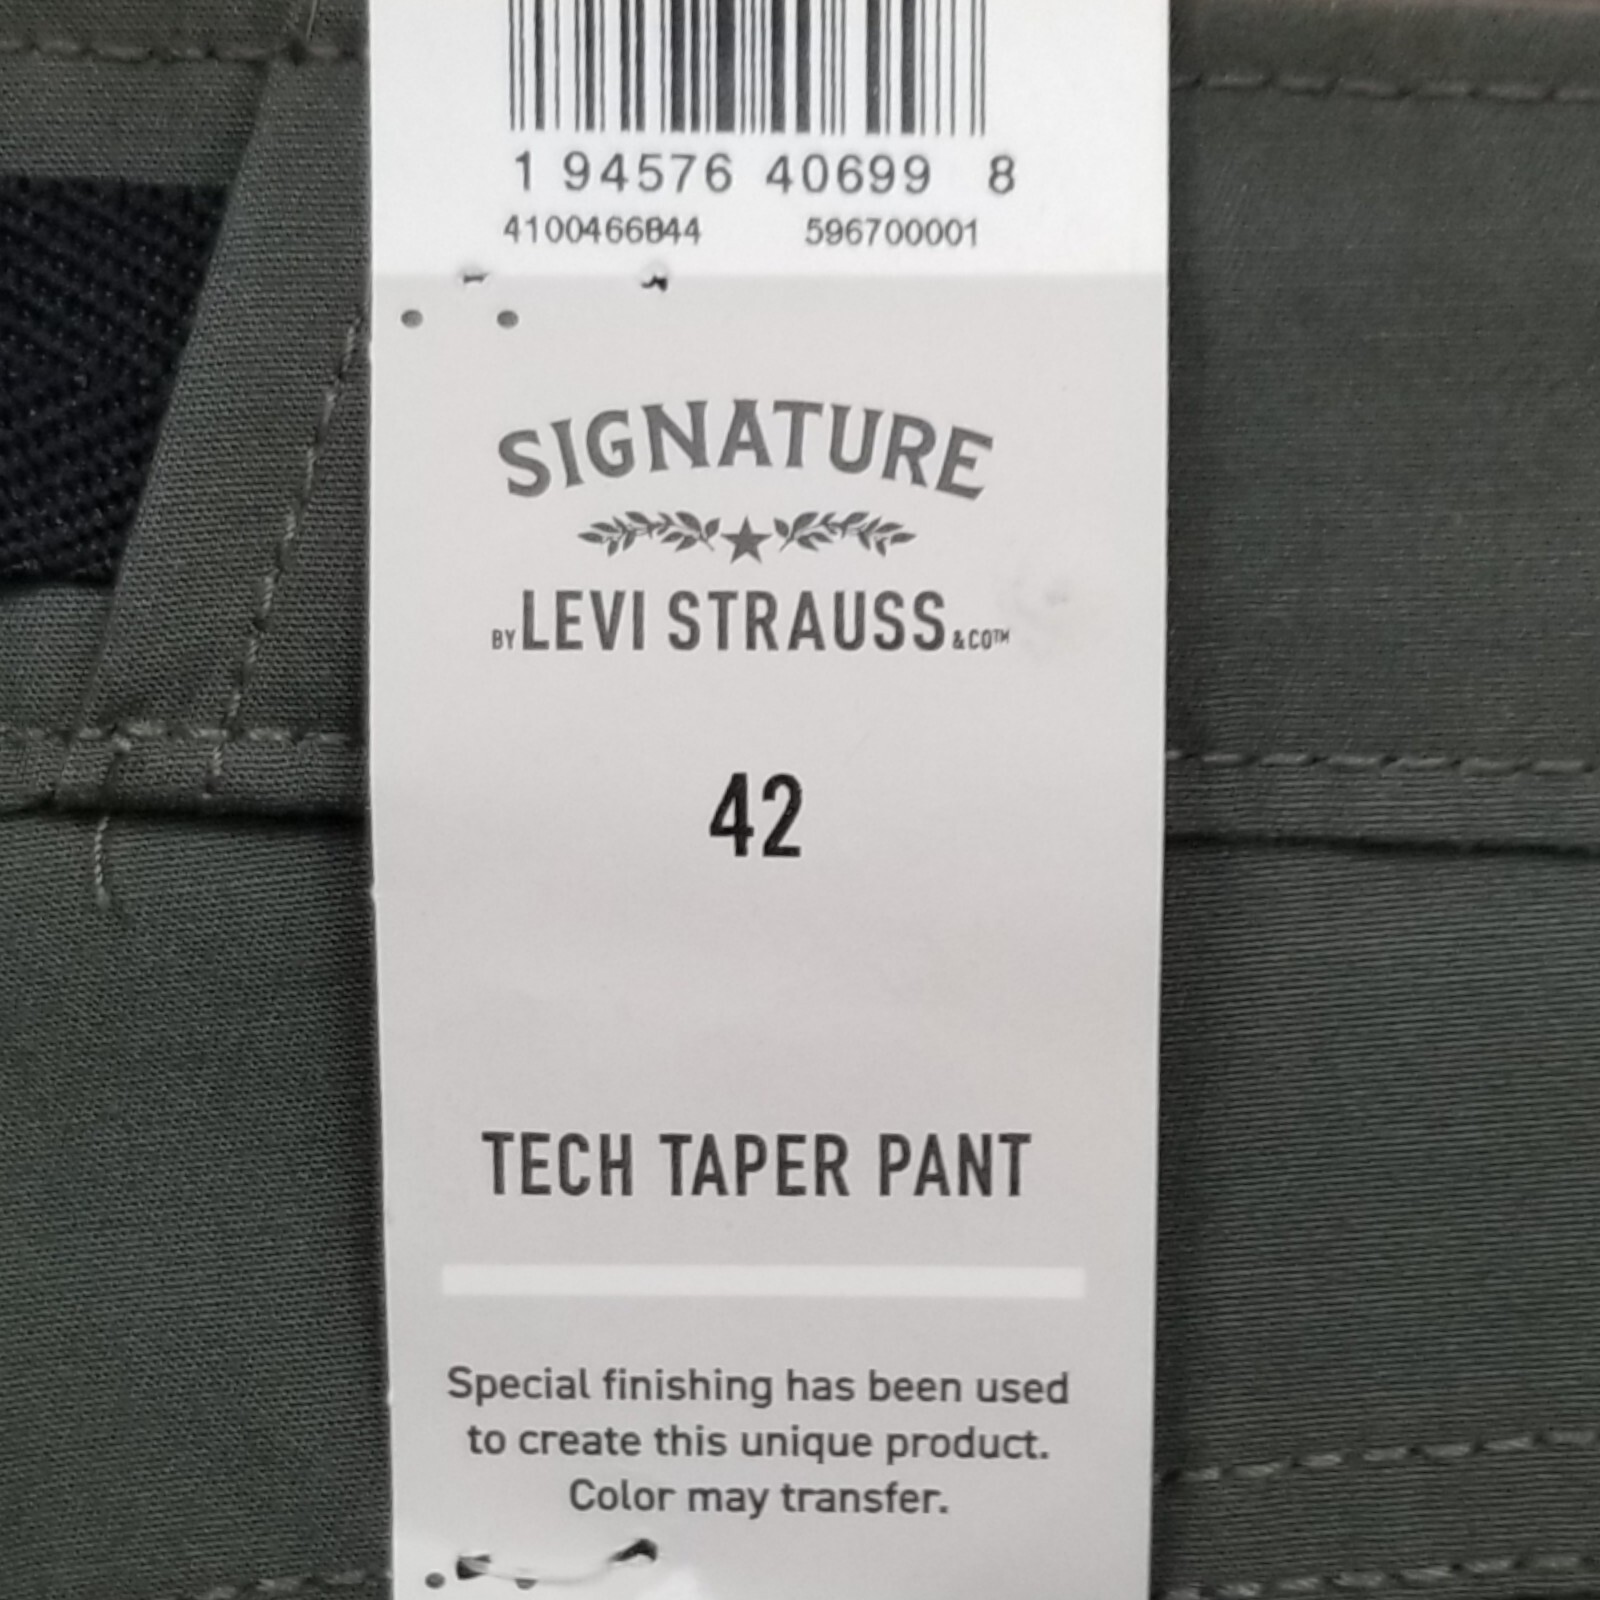 1 94576 40699 8
4100466844 596700001
SIGNATURE
BY LEVI STRAUSS & CO™
42
TECH TAPER PANT
Special finishing has been used
to create this unique product.
Color may transfer.